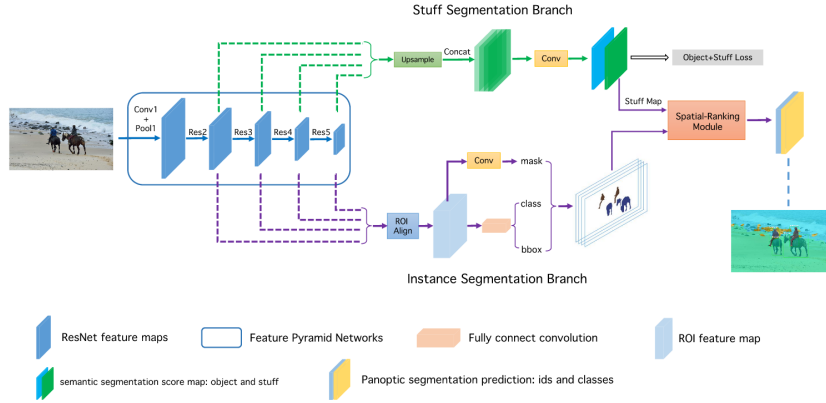 Stuff Segmentation Branch
Upsample
Concat
Conv
Object+Stuff Loss
Stuff Map
Conv1
+
Pool1
Res2
Res3
Res4
Res5
Spatial-Ranking
Module
Conv
mask
ROI
Align
class
bbox
Instance Segmentation Branch
ResNet feature maps
Feature Pyramid Networks
Fully connect convolution
ROI feature map
semantic segmentation score map: object and stuff
Panoptic segmentation prediction: ids and classes